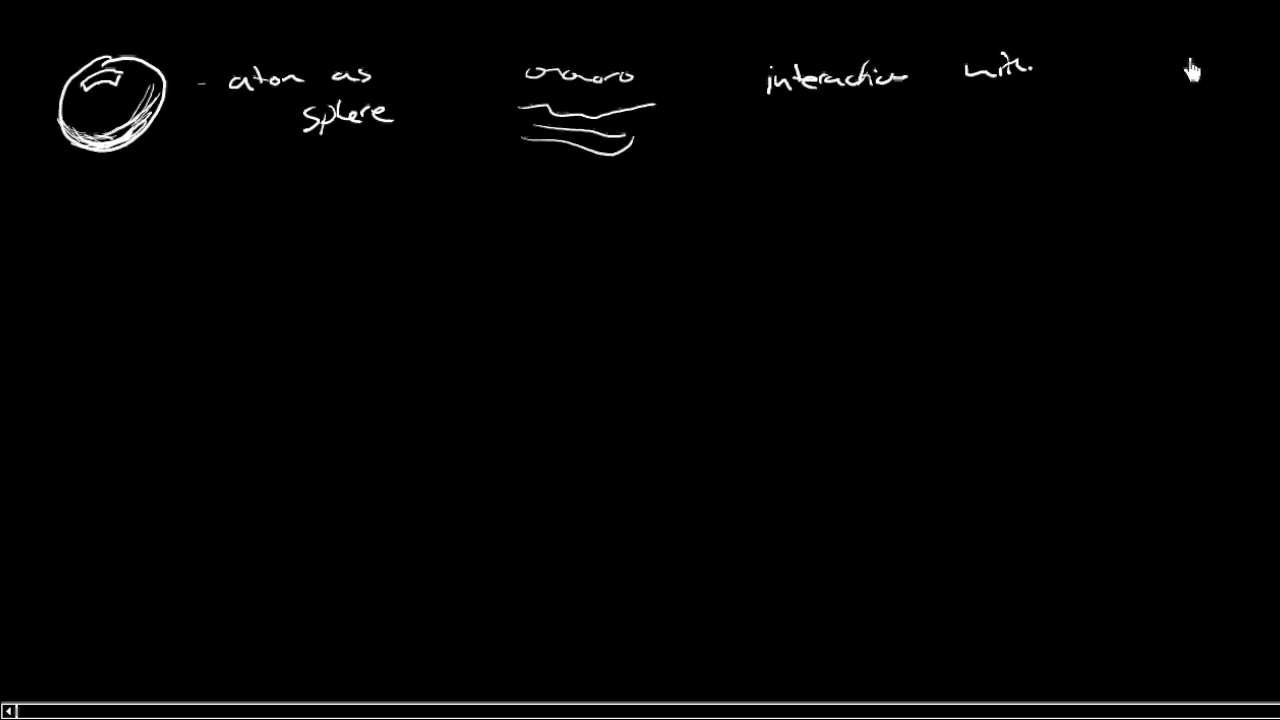 - atom as
sphere
interaction with